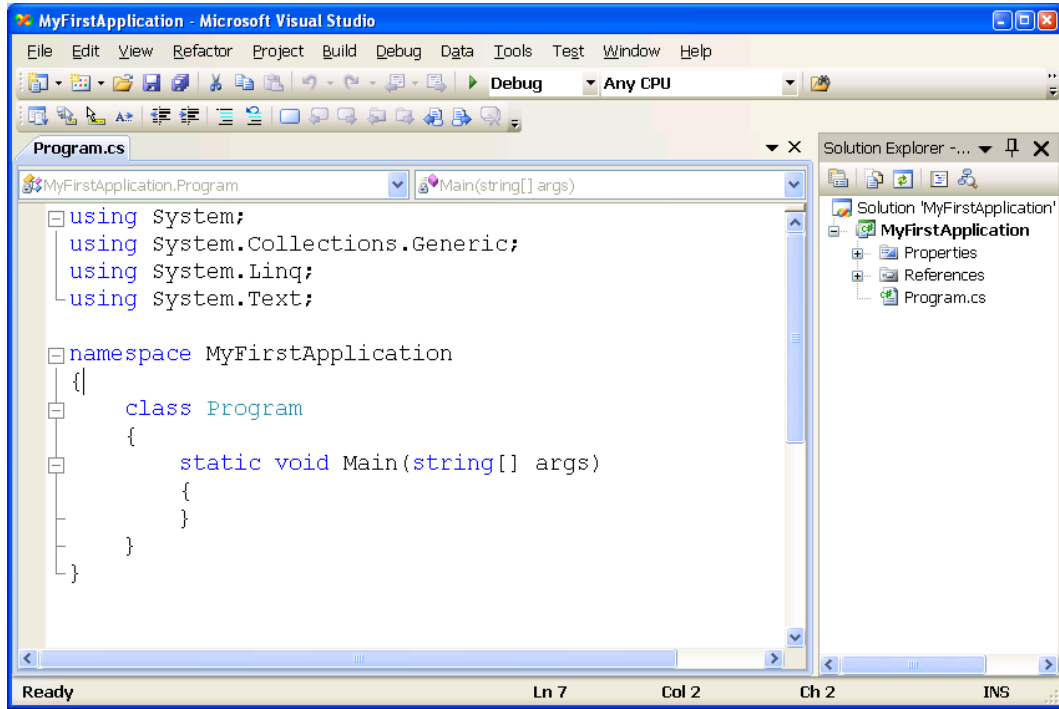 MyFirstApplication - Microsoft Visual Studio
File Edit View Refactor Project Build Debug Data Tools Test Window Help
Debug Any CPU
Program.cs
Solution Explorer -...
MyFirstApplication.Program Main(string[] args)
using System;
using System.Collections.Generic;
using System.Linq;
using System.Text;
namespace MyFirstApplication
{
class Program
{
static void Main(string[] args)
{
}
}
}
Solution 'MyFirstApplication'
MyFirstApplication
Properties
References
Program.cs
Ready Ln 7 Col 2 Ch 2 INS